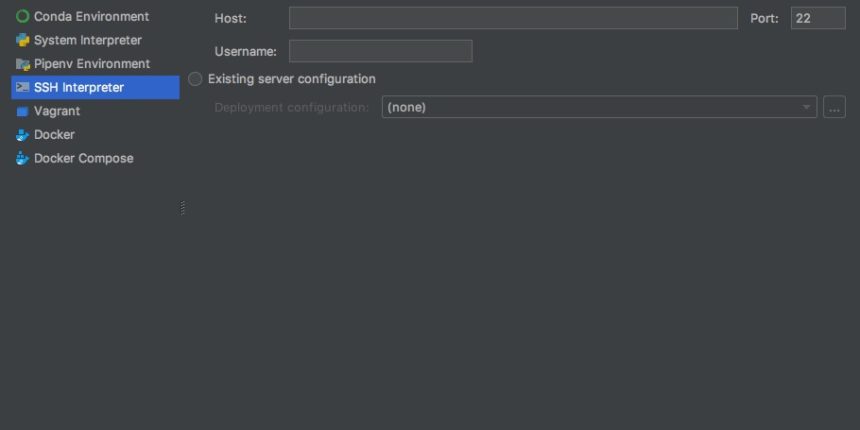 Conda Environment
Host:
Port: 22
System Interpreter
Username:
Pipenv Environment
Existing server configuration
SSH Interpreter
Deployment configuration: (none) ...
Vagrant
Docker
Docker Compose